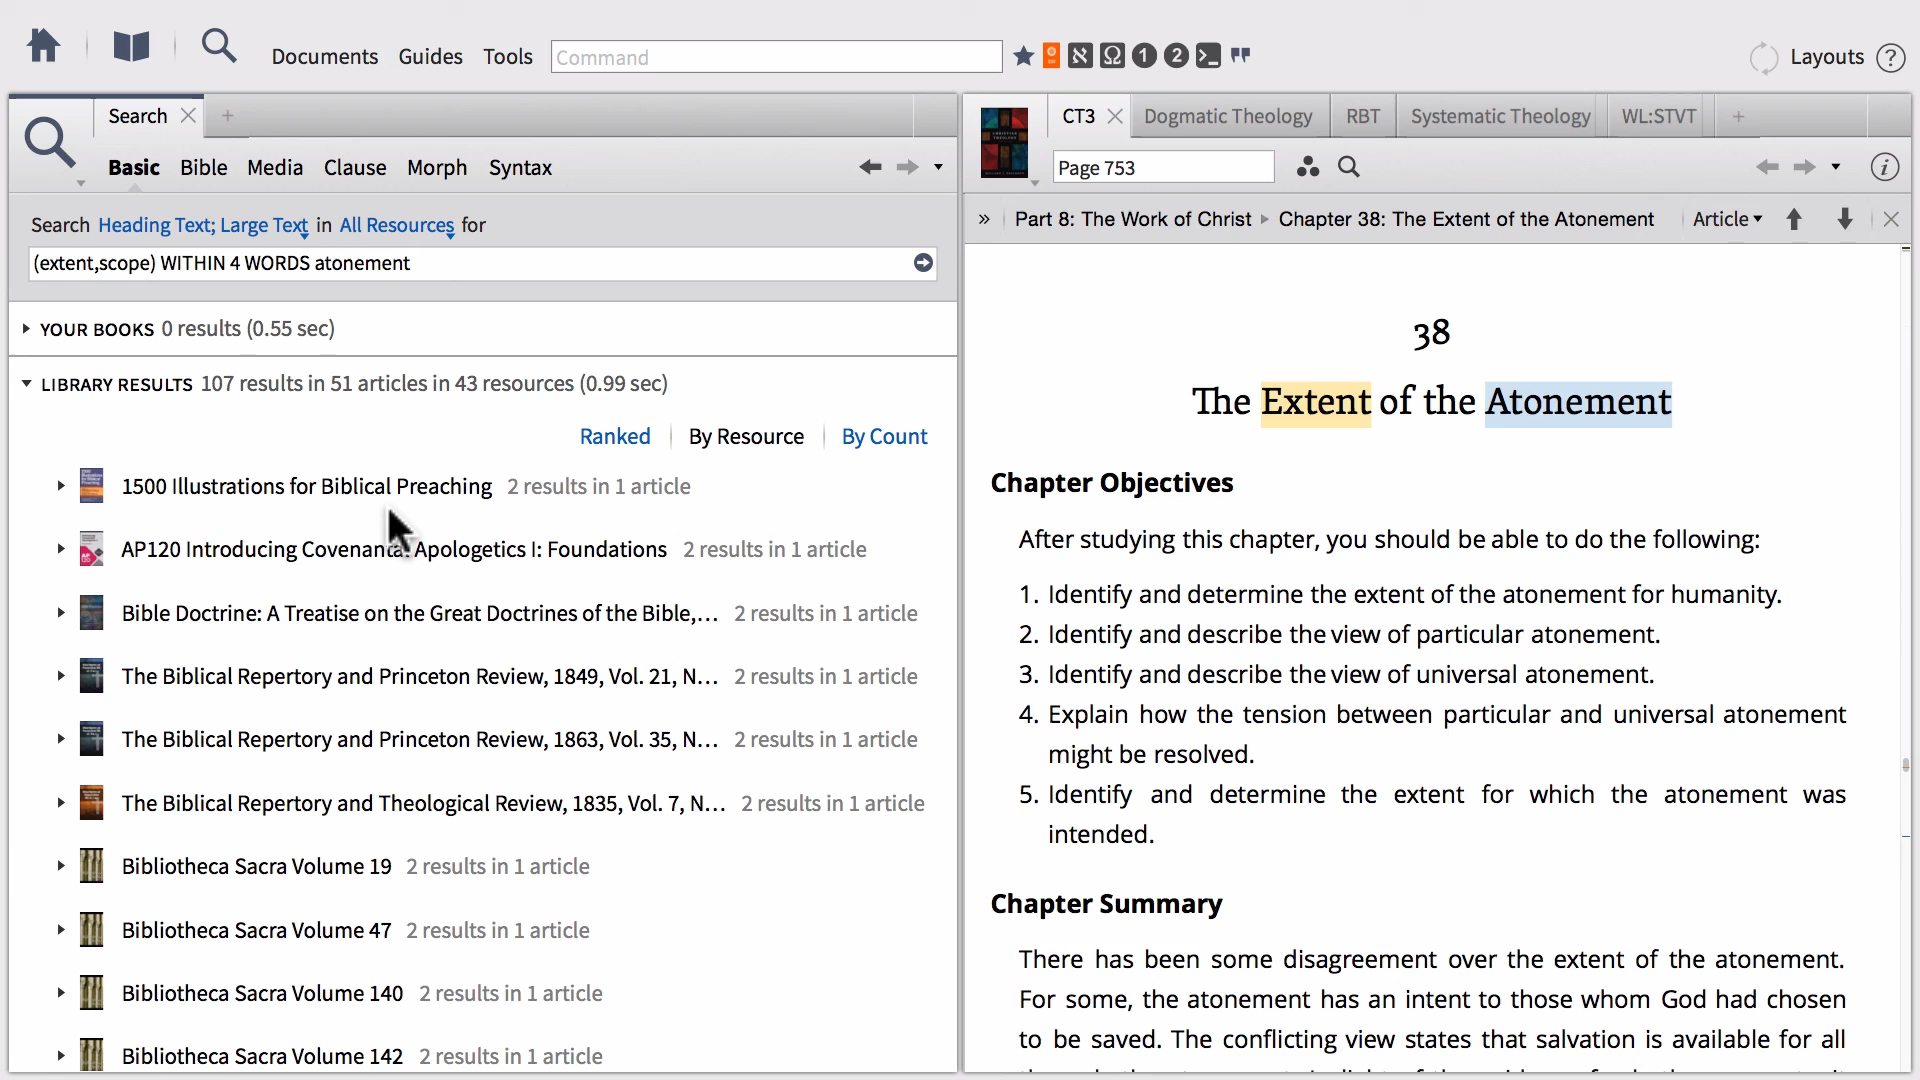 Documents Guides Tools Command Layouts ?
Search
Basic Bible Media Clause Morph Syntax
Search Heading Text; Large Text in All Resources for
(extent,scope) WITHIN 4 WORDS atonement
YOUR BOOKS 0 results (0.55 sec)
LIBRARY RESULTS 107 results in 51 articles in 43 resources (0.99 sec)
Ranked By Resource By Count
1500 Illustrations for Biblical Preaching 2 results in 1 article
AP120 Introducing Covenantal Apologetics I: Foundations 2 results in 1 article
Bible Doctrine: A Treatise on the Great Doctrines of the Bible,... 2 results in 1 article
The Biblical Repertory and Princeton Review, 1849, Vol. 21, N... 2 results in 1 article
The Biblical Repertory and Princeton Review, 1863, Vol. 35, N... 2 results in 1 article
The Biblical Repertory and Theological Review, 1835, Vol. 7, N... 2 results in 1 article
Bibliotheca Sacra Volume 19 2 results in 1 article
Bibliotheca Sacra Volume 47 2 results in 1 article
Bibliotheca Sacra Volume 140 2 results in 1 article
Bibliotheca Sacra Volume 142 2 results in 1 article
CT3 Dogmatic Theology RBT Systematic Theology WL:STVT
Page 753
» Part 8: The Work of Christ Chapter 38: The Extent of the Atonement Article
38
The Extent of the Atonement
Chapter Objectives
After studying this chapter, you should be able to do the following:
1. Identify and determine the extent of the atonement for humanity.
2. Identify and describe the view of particular atonement.
3. Identify and describe the view of universal atonement.
4. Explain how the tension between particular and universal atonement
might be resolved.
5. Identify and determine the extent for which the atonement was
intended.
Chapter Summary
There has been some disagreement over the extent of the atonement.
For some, the atonement has an intent to those whom God had chosen
to be saved. The conflicting view states that salvation is available for all